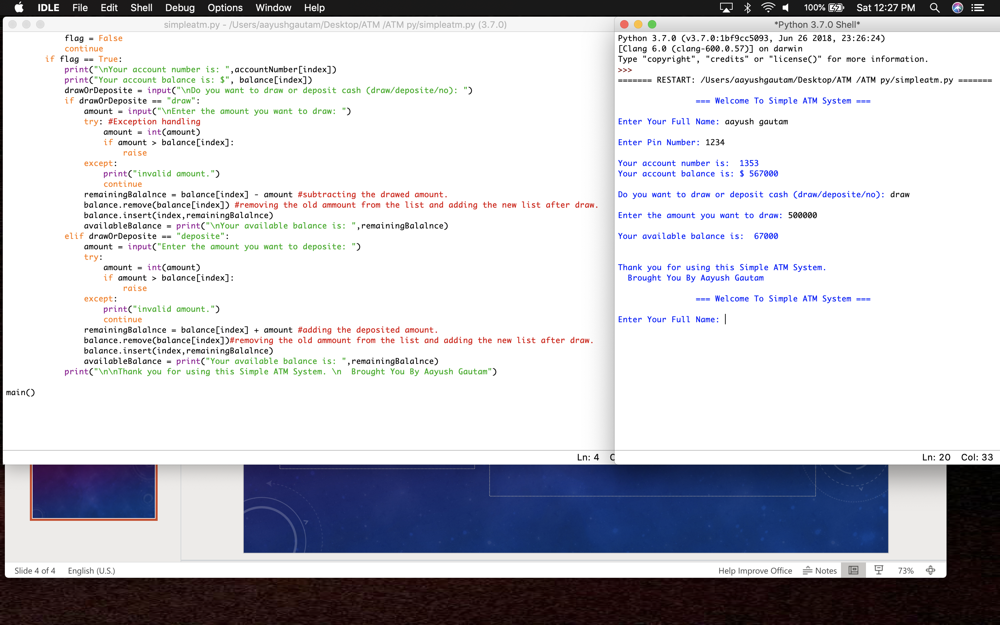 IDLE File Edit Shell Debug Options Window Help 100% Sat 12:27 PM
simpleatm.py - /Users/aayushgautam/Desktop/ATM /ATM py/simpleatm.py (3.7.0)
            flag = False
            continue
        if flag == True:
            print("\nYour account number is: ",accountNumber[index])
            print("Your account balance is: $", balance[index])
            drawOrDeposite = input("\nDo you want to draw or deposit cash (draw/deposite/no): ")
            if drawOrDeposite == "draw":
                amount = input("\nEnter the amount you want to draw: ")
                try: #Exception handling
                    amount = int(amount)
                    if amount > balance[index]:
                        raise
                except:
                    print("invalid amount.")
                    continue
                remainingBalalnce = balance[index] - amount #subtracting the drawed amount.
                balance.remove(balance[index]) #removing the old ammount from the list and adding the new list after draw.
                balance.insert(index,remainingBalalnce)
                availableBalance = print("\nYour available balance is: ",remainingBalalnce)
            elif drawOrDeposite == "deposite":
                amount = input("Enter the amount you want to deposite: ")
                try:
                    amount = int(amount)
                    if amount > balance[index]:
                        raise
                except:
                    print("invalid amount.")
                    continue
                remainingBalalnce = balance[index] + amount #adding the deposited amount.
                balance.remove(balance[index])#removing the old ammount from the list and adding the new list after draw.
                balance.insert(index,remainingBalalnce)
                availableBalance = print("Your available balance is: ",remainingBalalnce)
            print("\n\nThank you for using this Simple ATM System. \n  Brought You By Aayush Gautam")
main()
Ln: 4
*Python 3.7.0 Shell*
Python 3.7.0 (v3.7.0:1bf9cc5093, Jun 26 2018, 23:26:24)
[Clang 6.0 (clang-600.0.57)] on darwin
Type "copyright", "credits" or "license()" for more information.
>>>
======= RESTART: /Users/aayushgautam/Desktop/ATM /ATM py/simpleatm.py =======
=== Welcome To Simple ATM System ===
Enter Your Full Name: aayush gautam
Enter Pin Number: 1234
Your account number is:  1353
Your account balance is: $ 567000
Do you want to draw or deposit cash (draw/deposite/no): draw
Enter the amount you want to draw: 500000
Your available balance is:  67000
Thank you for using this Simple ATM System.
  Brought You By Aayush Gautam
=== Welcome To Simple ATM System ===
Enter Your Full Name:
Ln: 20 Col: 33
Slide 4 of 4 English (U.S.) Help Improve Office Notes 73%